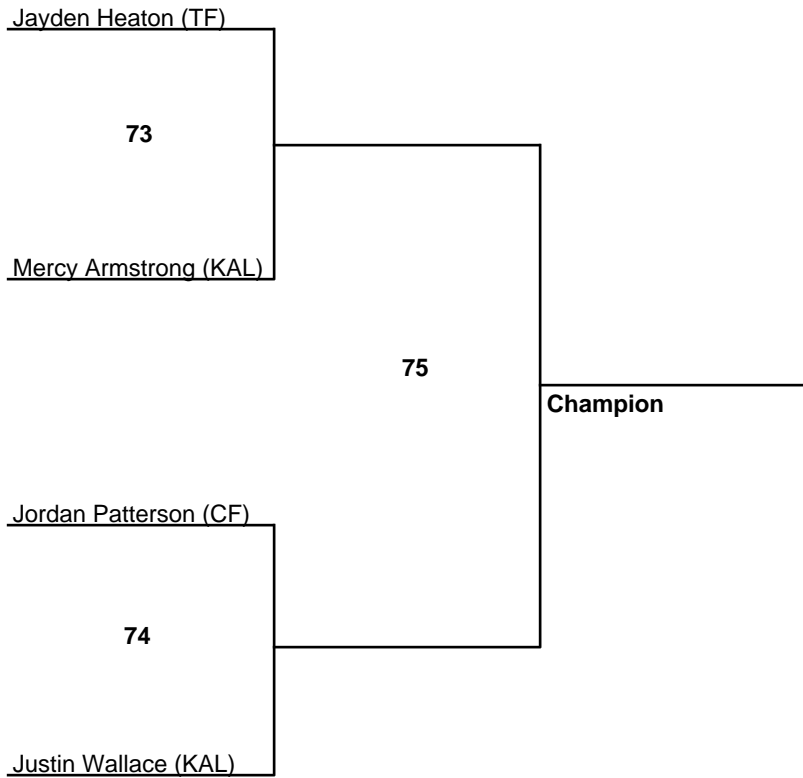 Jayden Heaton (TF)
73
Mercy Armstrong (KAL)
75
Champion
Jordan Patterson (CF)
74
Justin Wallace (KAL)